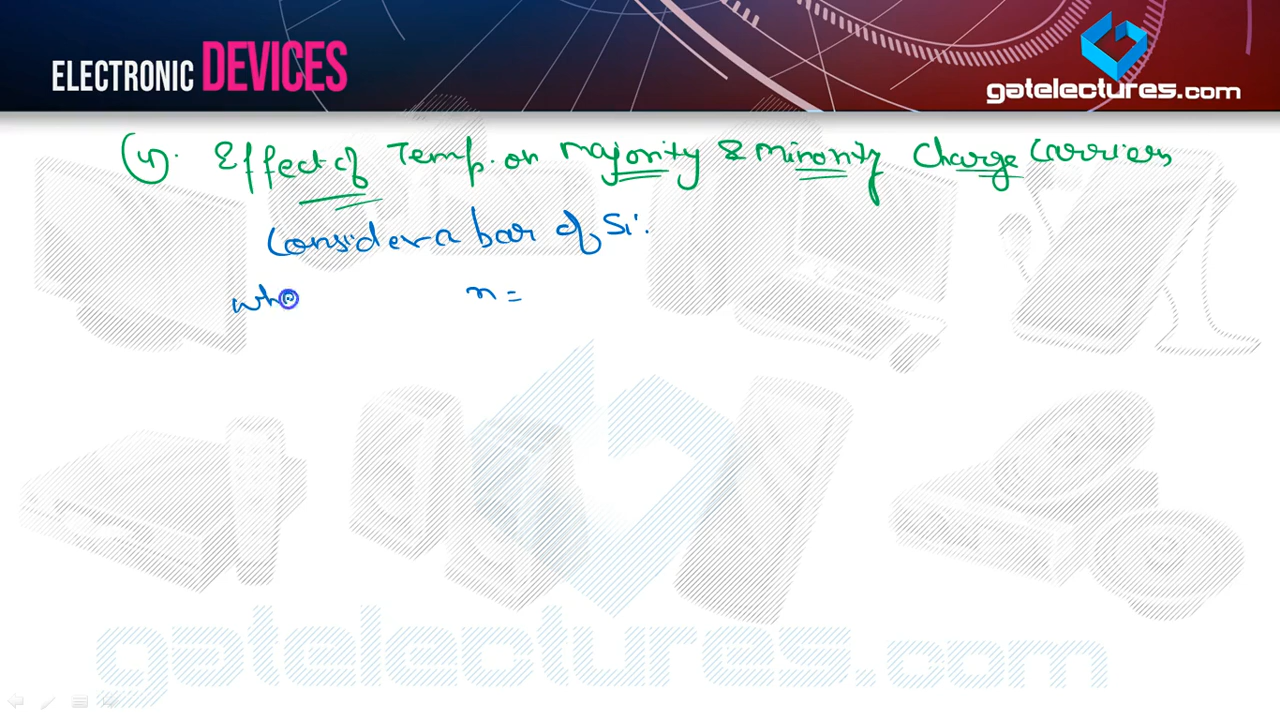 ELECTRONIC DEVICES
gatelectures.com
(4). Effect of Temp. on majority & minority Charge Carriers
Consider a bar of Si.
whe n =
gatelectures.com